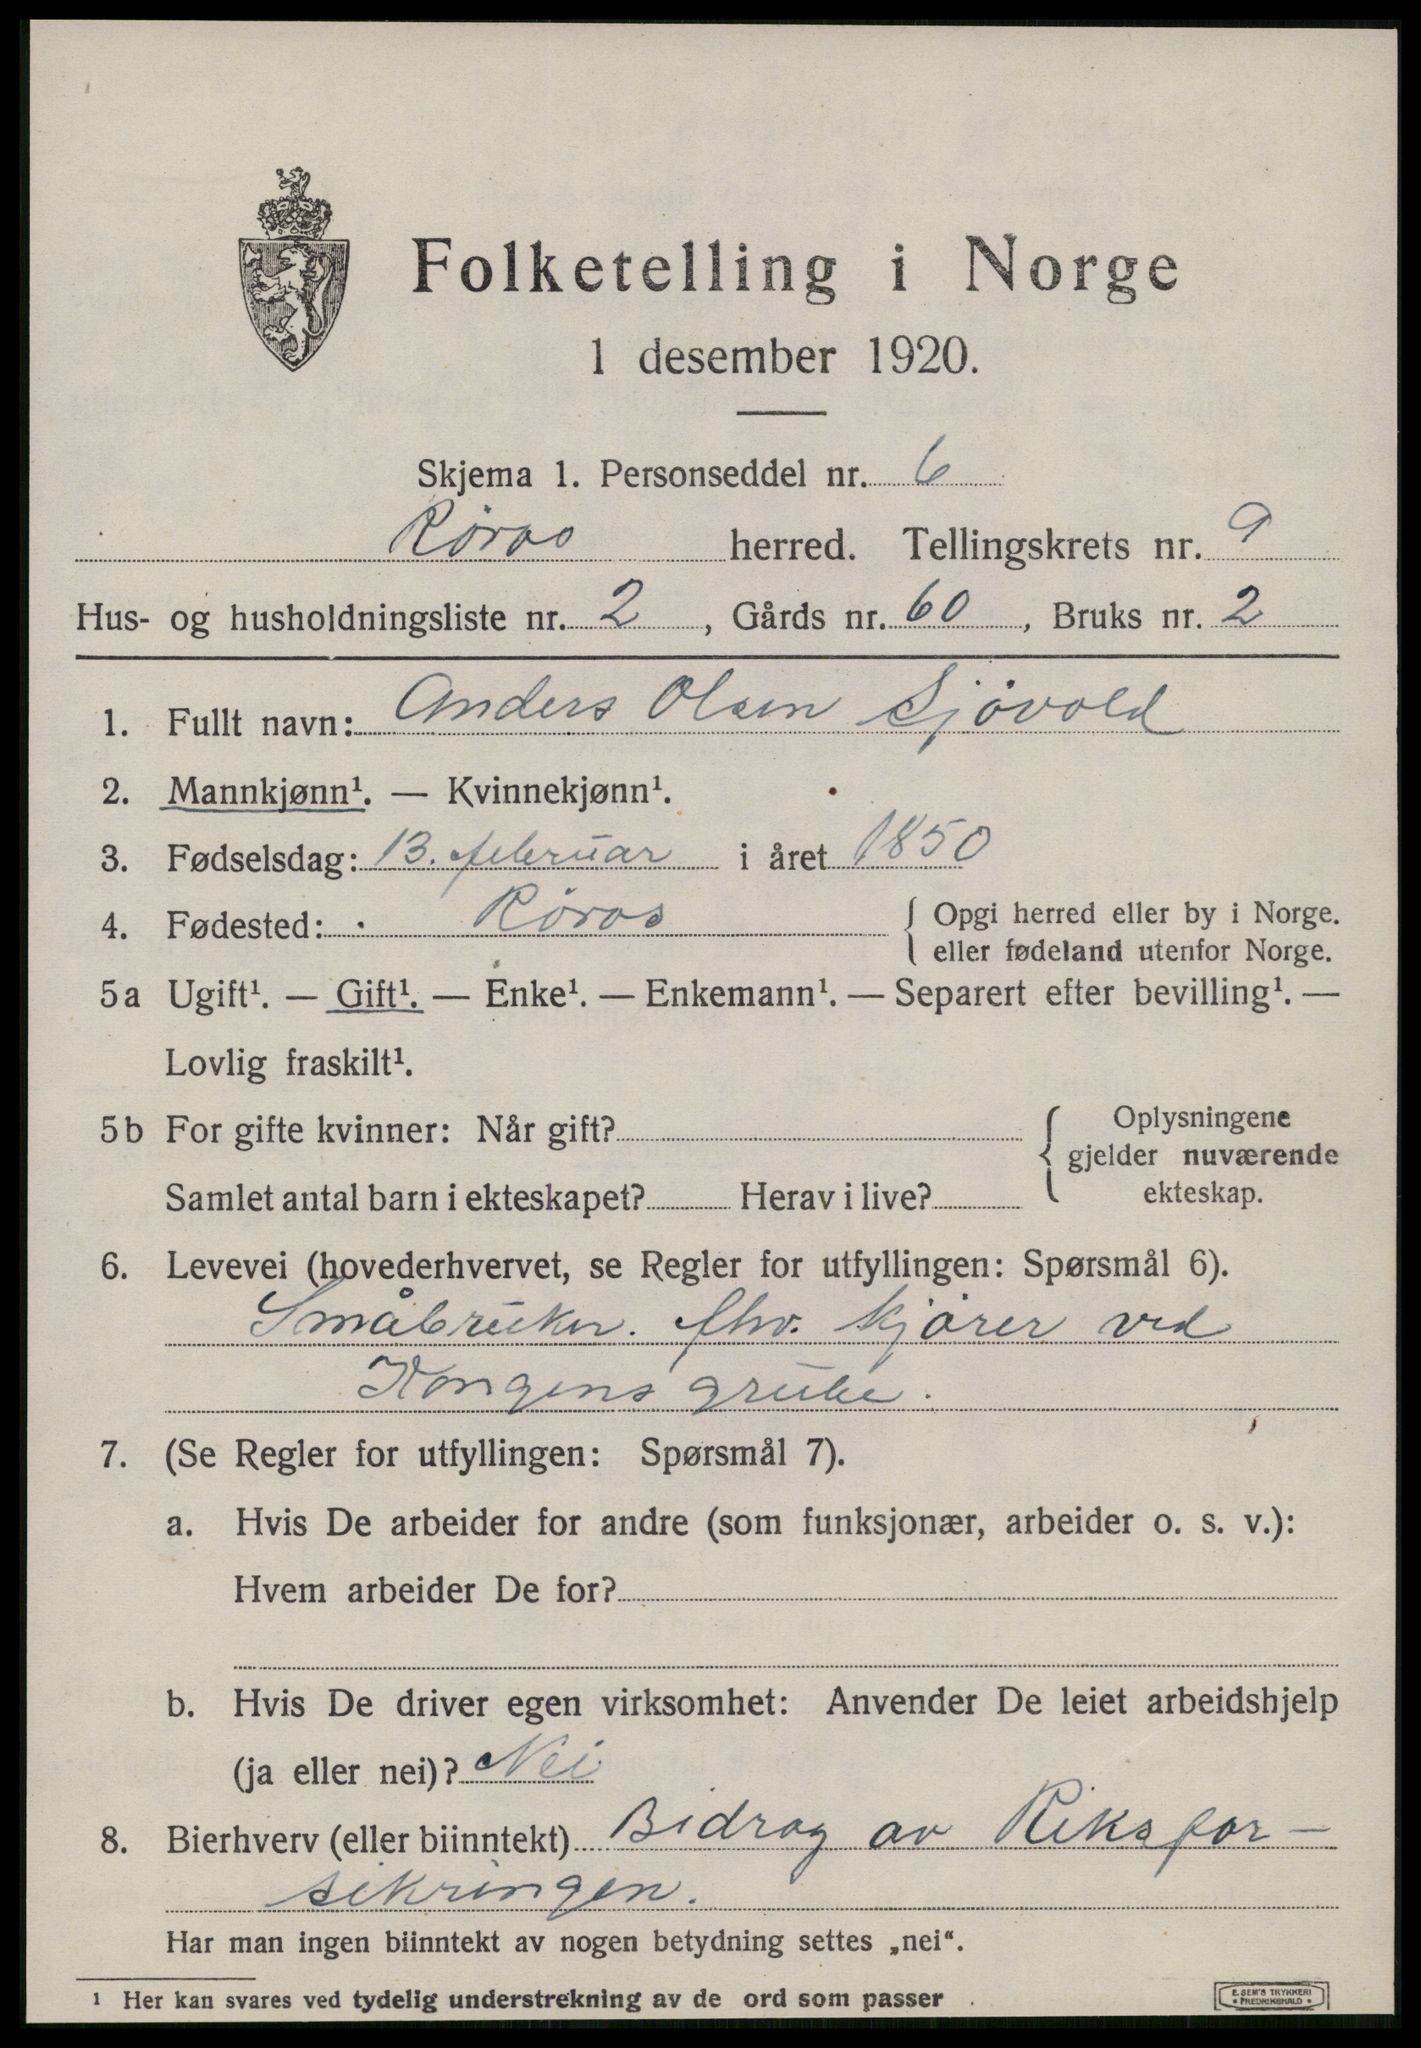 Folketelling i Norge
1 desember 1920.
Skjema 1. Personseddel nr. 6
Røros herred. Tellingskrets nr. 9
Hus- og husholdningsliste nr. 2, Gårds nr. 60, Bruks nr. 2
1. Fullt navn: Anders Olsen Sjövold
2. Mannkjønn¹. — Kvinnekjønn¹.
3. Fødselsdag: 13. februar i året 1850
4. Fødested: Röros { Opgi herred eller by i Norge.
eller fødeland utenfor Norge.
5a Ugift¹. — Gift¹. — Enke¹. — Enkemann¹. — Separert efter bevilling¹. —
Lovlig fraskilt¹.
5b For gifte kvinner: Når gift? { Oplysningene
gjelder nuværende
Samlet antal barn i ekteskapet? Herav i live? ekteskap.
6. Levevei (hovederhvervet, se Regler for utfyllingen: Spørsmål 6).
Småbruker. fhv. kjörer ved
Kongens grube.
7. (Se Regler for utfyllingen: Spørsmål 7).
a. Hvis De arbeider for andre (som funksjonær, arbeider o. s. v.):
Hvem arbeider De for?
b. Hvis De driver egen virksomhet: Anvender De leiet arbeidshjelp
(ja eller nei)? Nei
8. Bierhverv (eller biinntekt) Bidrag av Riksfor-
sikringen.
Har man ingen biinntekt av nogen betydning settes „nei“.
¹ Her kan svares ved tydelig understrekning av de ord som passer
E. SEM'S TRYKKERI
FREDRIKSHALD